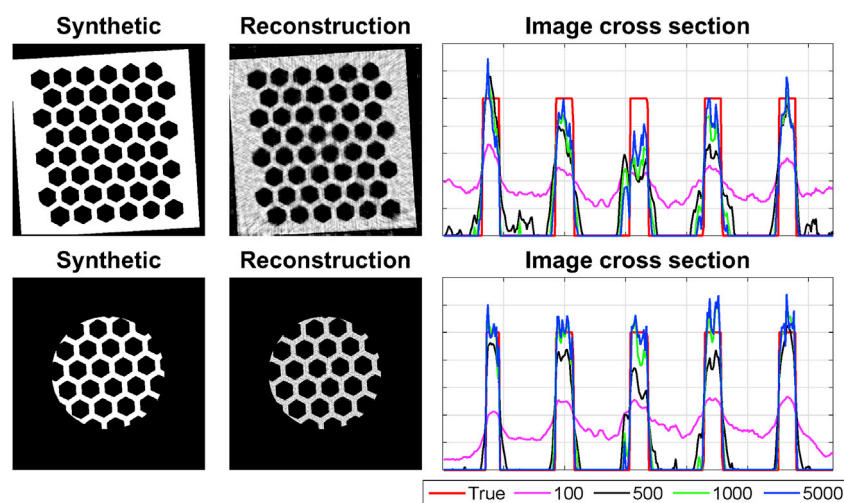 Synthetic
Reconstruction
Image cross section
Synthetic
Reconstruction
Image cross section
True 100 500 1000 5000